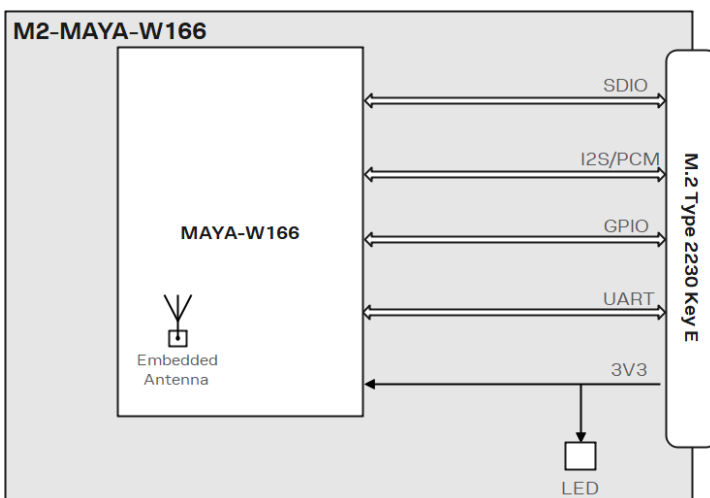 M2-MAYA-W166
SDIO
I2S/PCM
GPIO
UART
3V3
MAYA-W166
Embedded
Antenna
LED
M.2 Type 2230 Key E